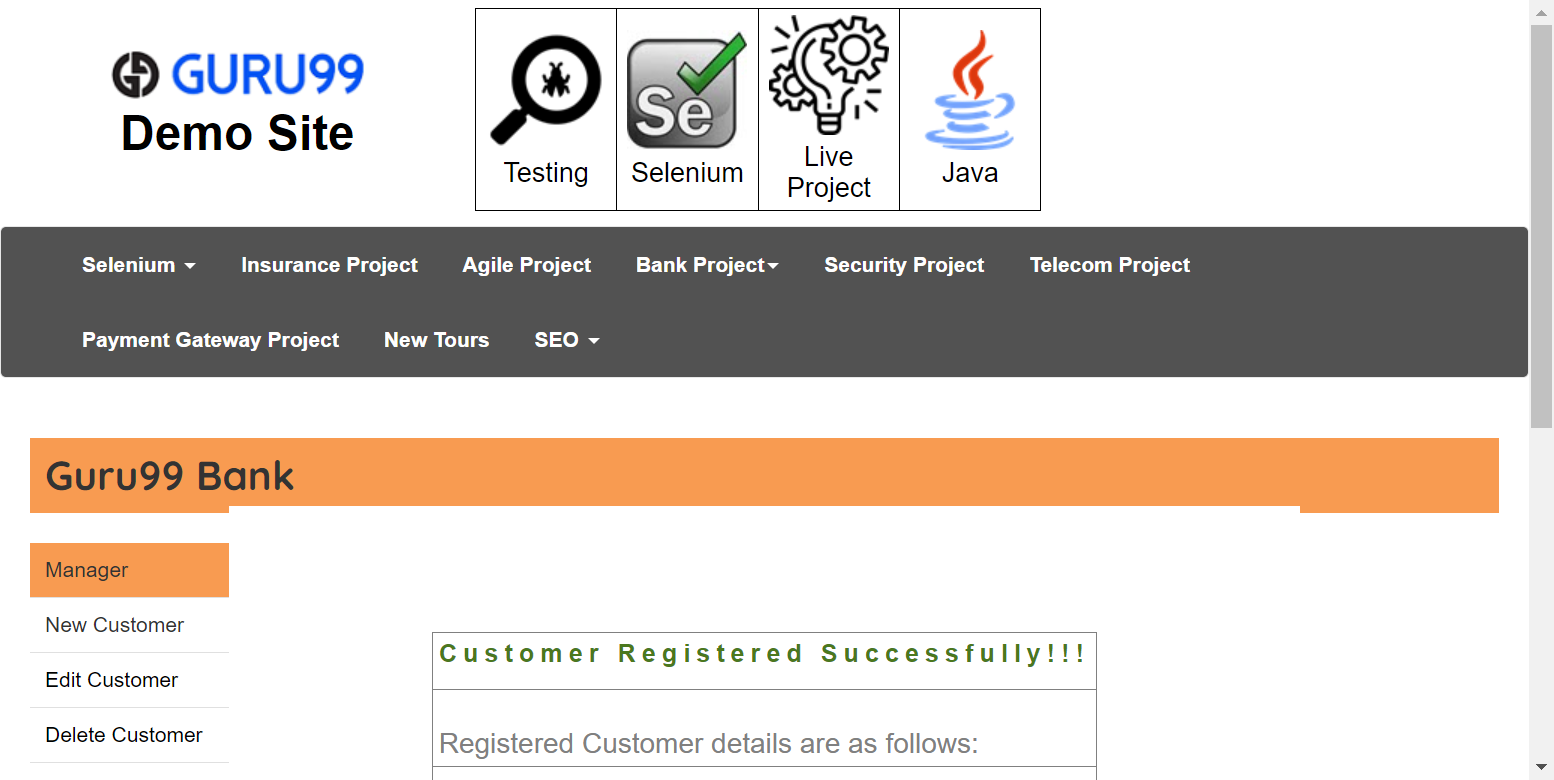 GURU99
Demo Site
Testing
Se
Selenium
Live
Project
Java
Selenium
Insurance Project
Agile Project
Bank Project
Security Project
Telecom Project
Payment Gateway Project
New Tours
SEO
Guru99 Bank
Manager
New Customer
Edit Customer
Delete Customer
Customer Registered Successfully!!!
Registered Customer details are as follows: